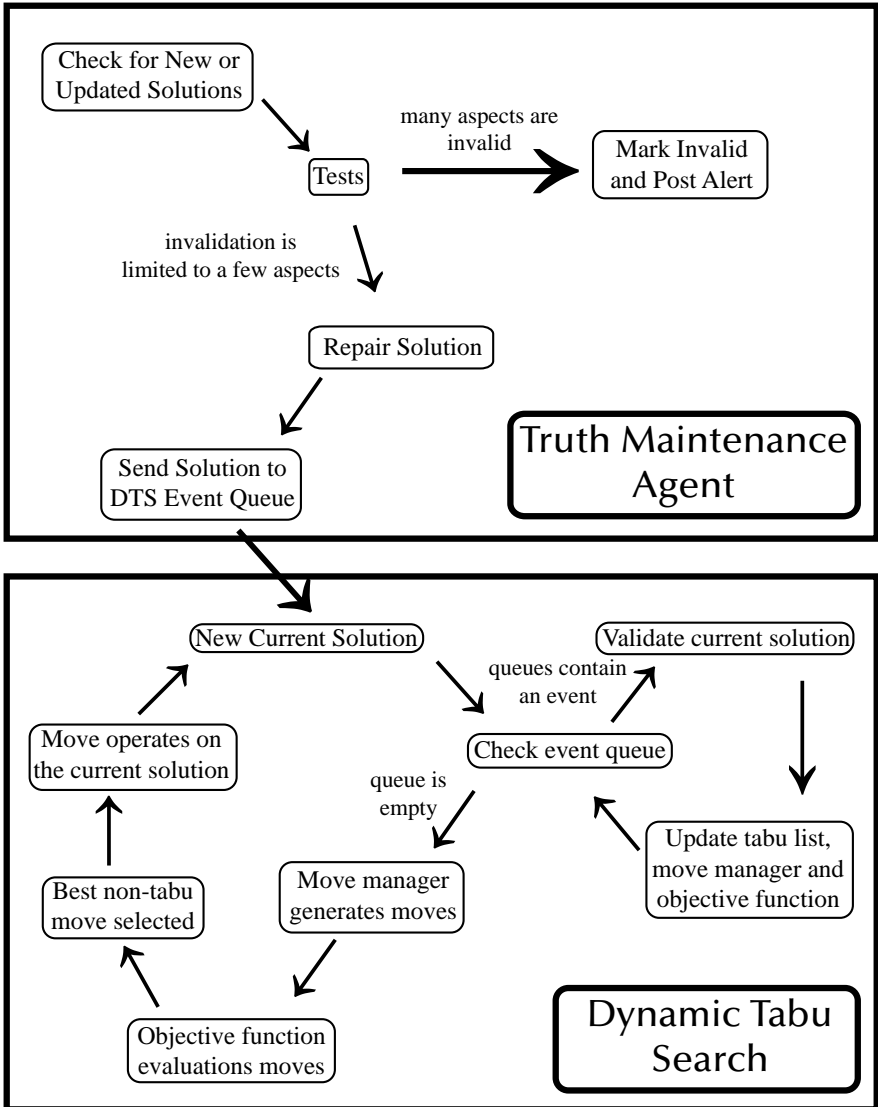 Check for New or
Updated Solutions
many aspects are
invalid
Tests
Mark Invalid
and Post Alert
invalidation is
limited to a few aspects
Repair Solution
Truth Maintenance
Agent
Send Solution to
DTS Event Queue
New Current Solution
Validate current solution
queues contain
an event
Move operates on
the current solution
Check event queue
queue is
empty
Update tabu list,
move manager and
objective function
Best non-tabu
move selected
Move manager
generates moves
Objective function
evaluations moves
Dynamic Tabu
Search